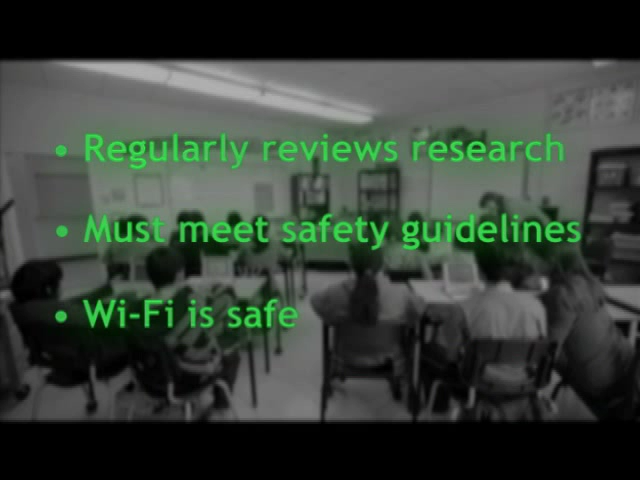 • Regularly reviews research
• Must meet safety guidelines
• Wi-Fi is safe